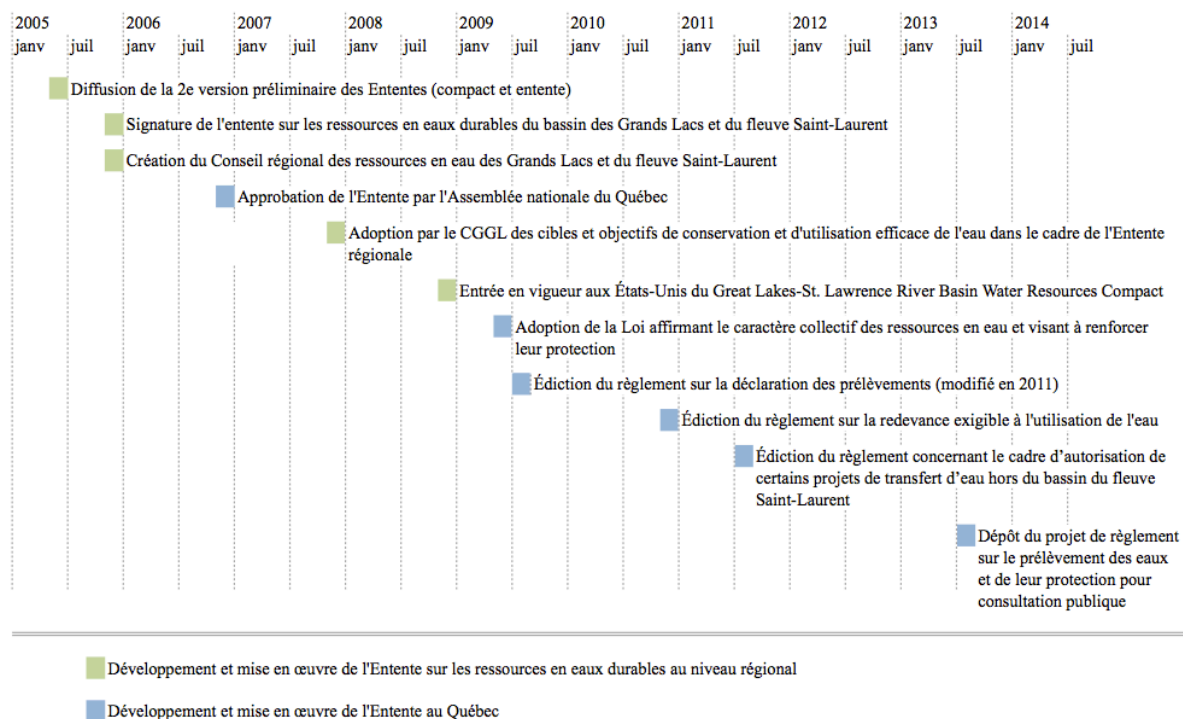 2005 2006 2007 2008 2009 2010 2011 2012 2013 2014
janv juil janv juil janv juil janv juil janv juil janv juil janv juil janv juil janv juil janv juil
Diffusion de la 2e version préliminaire des Ententes (compact et entente)
Signature de l'entente sur les ressources en eaux durables du bassin des Grands Lacs et du fleuve Saint-Laurent
Création du Conseil régional des ressources en eau des Grands Lacs et du fleuve Saint-Laurent
Approbation de l'Entente par l'Assemblée nationale du Québec
Adoption par le CGGL des cibles et objectifs de conservation et d'utilisation efficace de l'eau dans le cadre de l'Entente
régionale
Entrée en vigueur aux États-Unis du Great Lakes-St. Lawrence River Basin Water Resources Compact
Adoption de la Loi affirmant le caractère collectif des ressources en eau et visant à renforcer
leur protection
Édiction du règlement sur la déclaration des prélèvements (modifié en 2011)
Édiction du règlement sur la redevance exigible à l'utilisation de l'eau
Édiction du règlement concernant le cadre d’autorisation de
certains projets de transfert d’eau hors du bassin du fleuve
Saint-Laurent
Dépôt du projet de règlement
sur le prélèvement des eaux
et de leur protection pour
consultation publique
Développement et mise en œuvre de l'Entente sur les ressources en eaux durables au niveau régional
Développement et mise en œuvre de l'Entente au Québec